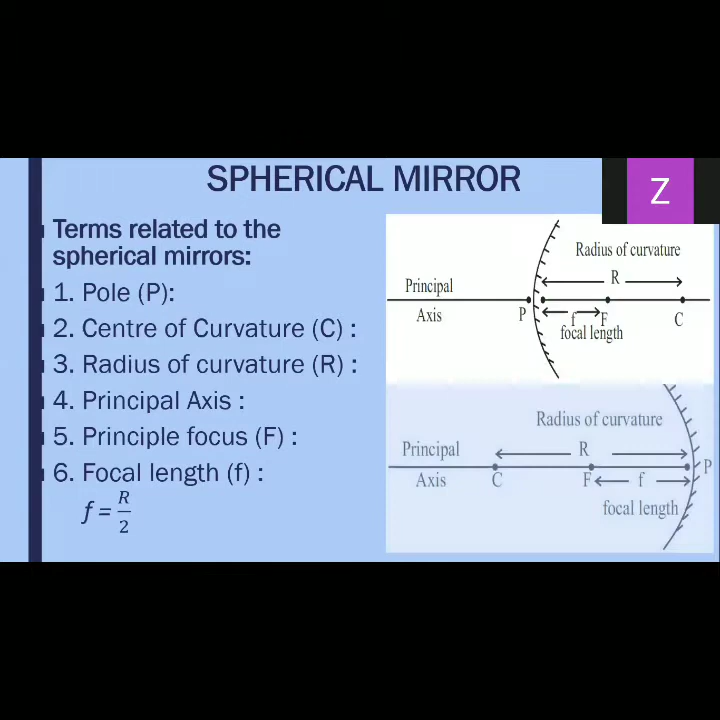 SPHERICAL MIRROR
Z
Terms related to the
spherical mirrors:
1. Pole (P):
2. Centre of Curvature (C) :
3. Radius of curvature (R) :
4. Principal Axis :
5. Principle focus (F) :
6. Focal length (f) :
f = R/2
Radius of curvature
R
Principal
Axis
P
f
F
C
focal length
Radius of curvature
R
Principal
Axis
C
F
f
P
focal length